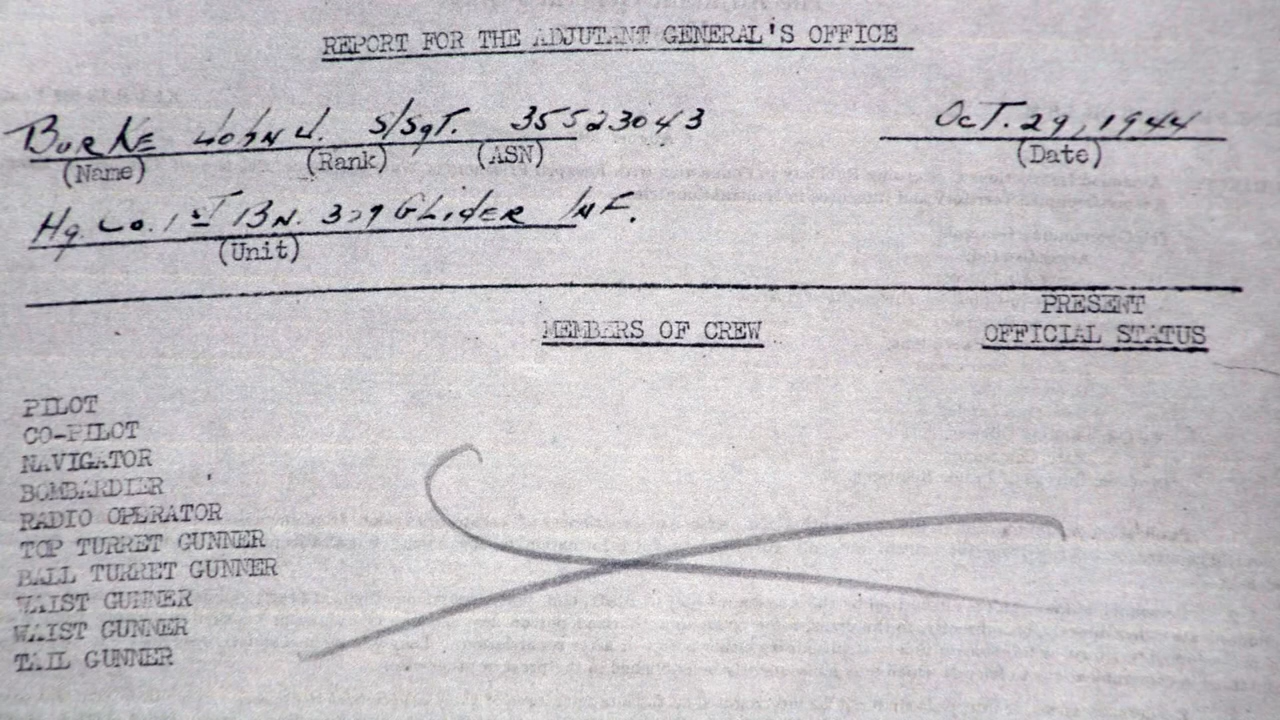 REPORT FOR THE ADJUTANT GENERAL'S OFFICE
BURKE JOHN J. S/SgT. 35523043 OcT. 29, 1944
(Name) (Rank) (ASN) (Date)
Hq. Co. 1ST BN. 327 GLIDER INF.
(Unit)
MEMBERS OF CREW
PRESENT
OFFICIAL STATUS
PILOT
CO-PILOT
NAVIGATOR
BOMBARDIER
RADIO OPERATOR
TOP TURRET GUNNER
BALL TURRET GUNNER
WAIST GUNNER
WAIST GUNNER
TAIL GUNNER